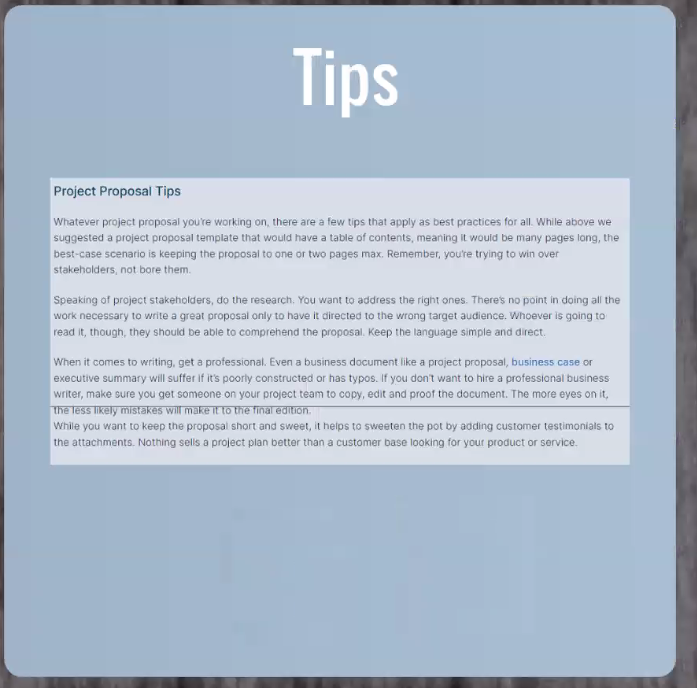 Tips
Project Proposal Tips
Whatever project proposal you're working on, there are a few tips that apply as best practices for all. While above we
suggested a project proposal template that would have a table of contents, meaning it would be many pages long, the
best-case scenario is keeping the proposal to one or two pages max. Remember, you're trying to win over
stakeholders, not bore them.
Speaking of project stakeholders, do the research. You want to address the right ones. There's no point in doing all the
work necessary to write a great proposal only to have it directed to the wrong target audience. Whoever is going to
read it, though, they should be able to comprehend the proposal. Keep the language simple and direct.
When it comes to writing, get a professional. Even a business document like a project proposal, business case or
executive summary will suffer if it's poorly constructed or has typos. If you don't want to hire a professional business
writer, make sure you get someone on your project team to copy, edit and proof the document. The more eyes on it,
the less likely mistakes will make it to the final edition.
While you want to keep the proposal short and sweet, it helps to sweeten the pot by adding customer testimonials to
the attachments. Nothing sells a project plan better than a customer base looking for your product or service.